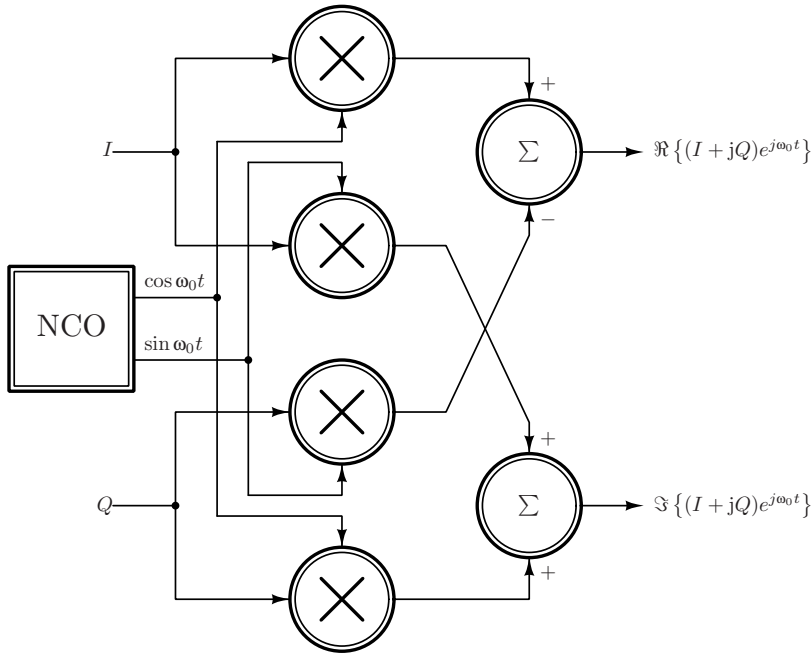 +
I
Σ
ℜ {(I + jQ)e^{jω₀t}}
−
cos ω₀t
NCO
sin ω₀t
+
Q
Σ
ℑ {(I + jQ)e^{jω₀t}}
+